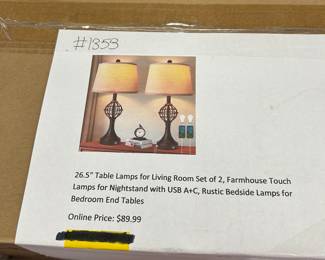 #1353
26.5" Table Lamps for Living Room Set of 2, Farmhouse Touch
Lamps for Nightstand with USB A+C, Rustic Bedside Lamps for
Bedroom End Tables
Online Price: $89.99